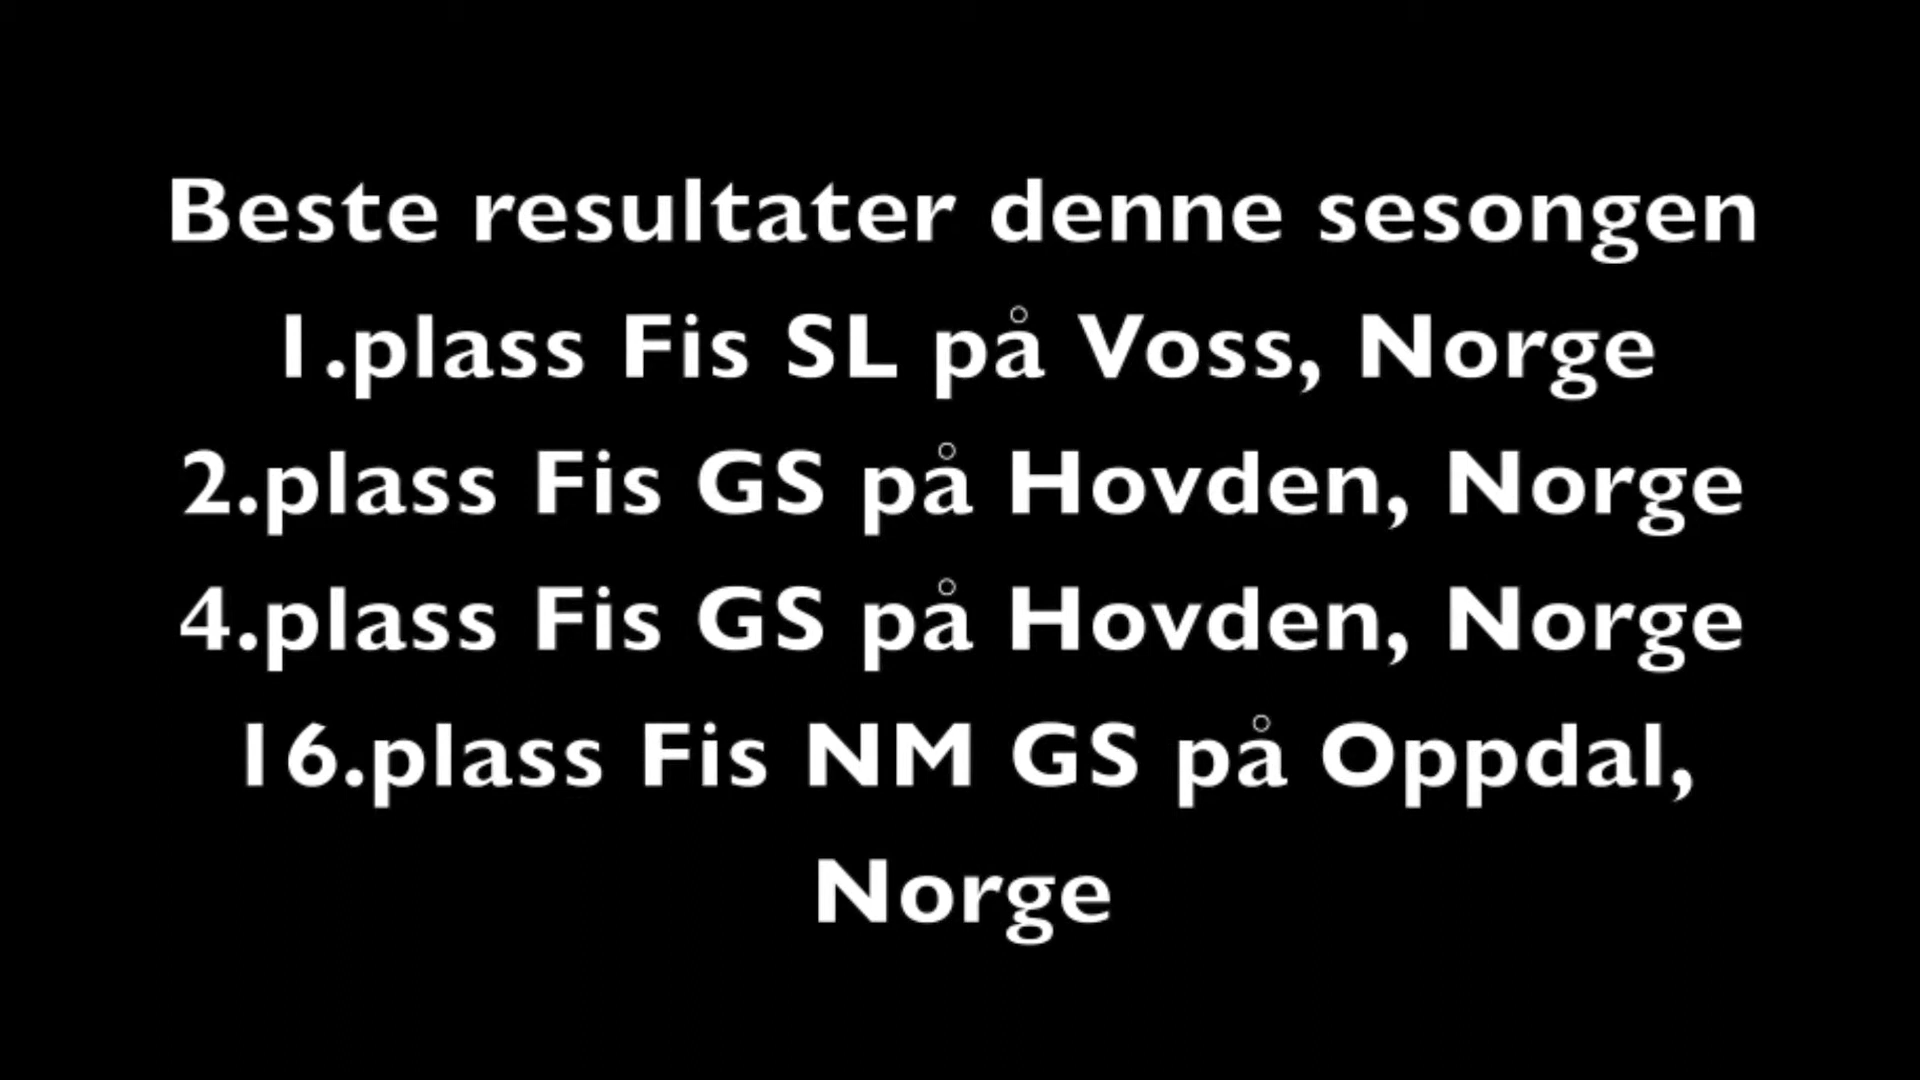 Beste resultater denne sesongen
1.plass Fis SL på Voss, Norge
2.plass Fis GS på Hovden, Norge
4.plass Fis GS på Hovden, Norge
16.plass Fis NM GS på Oppdal,
Norge